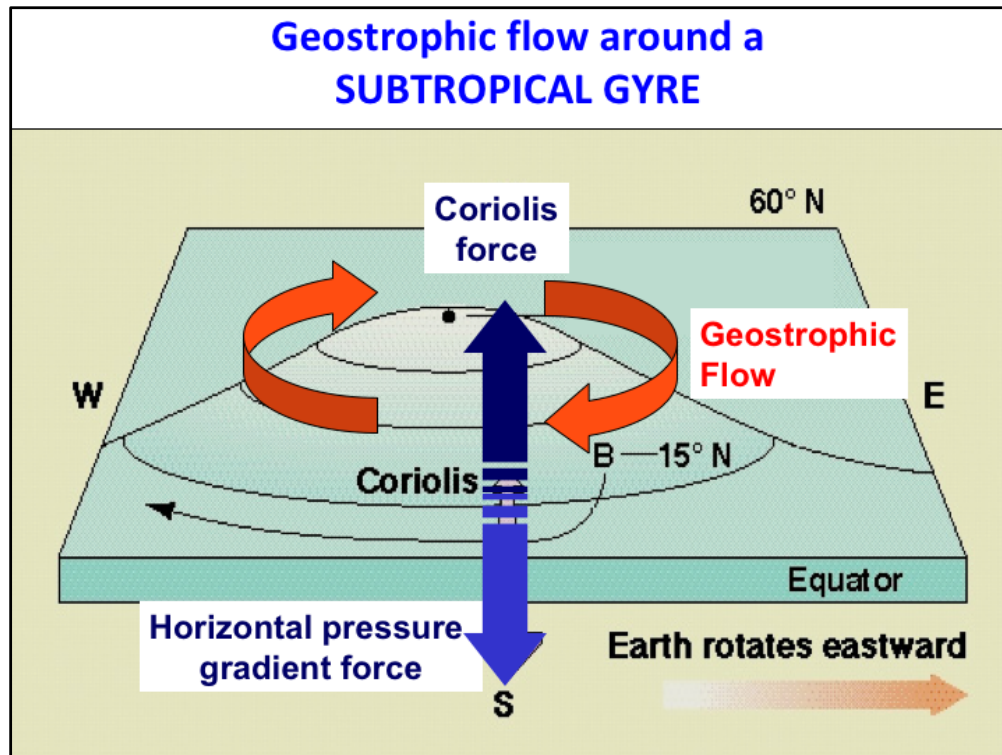 Geostrophic flow around a
SUBTROPICAL GYRE
60° N
Coriolis
force
Geostrophic
Flow
W
E
B — 15° N
Coriolis
Equator
Horizontal pressure
gradient force
Earth rotates eastward
S